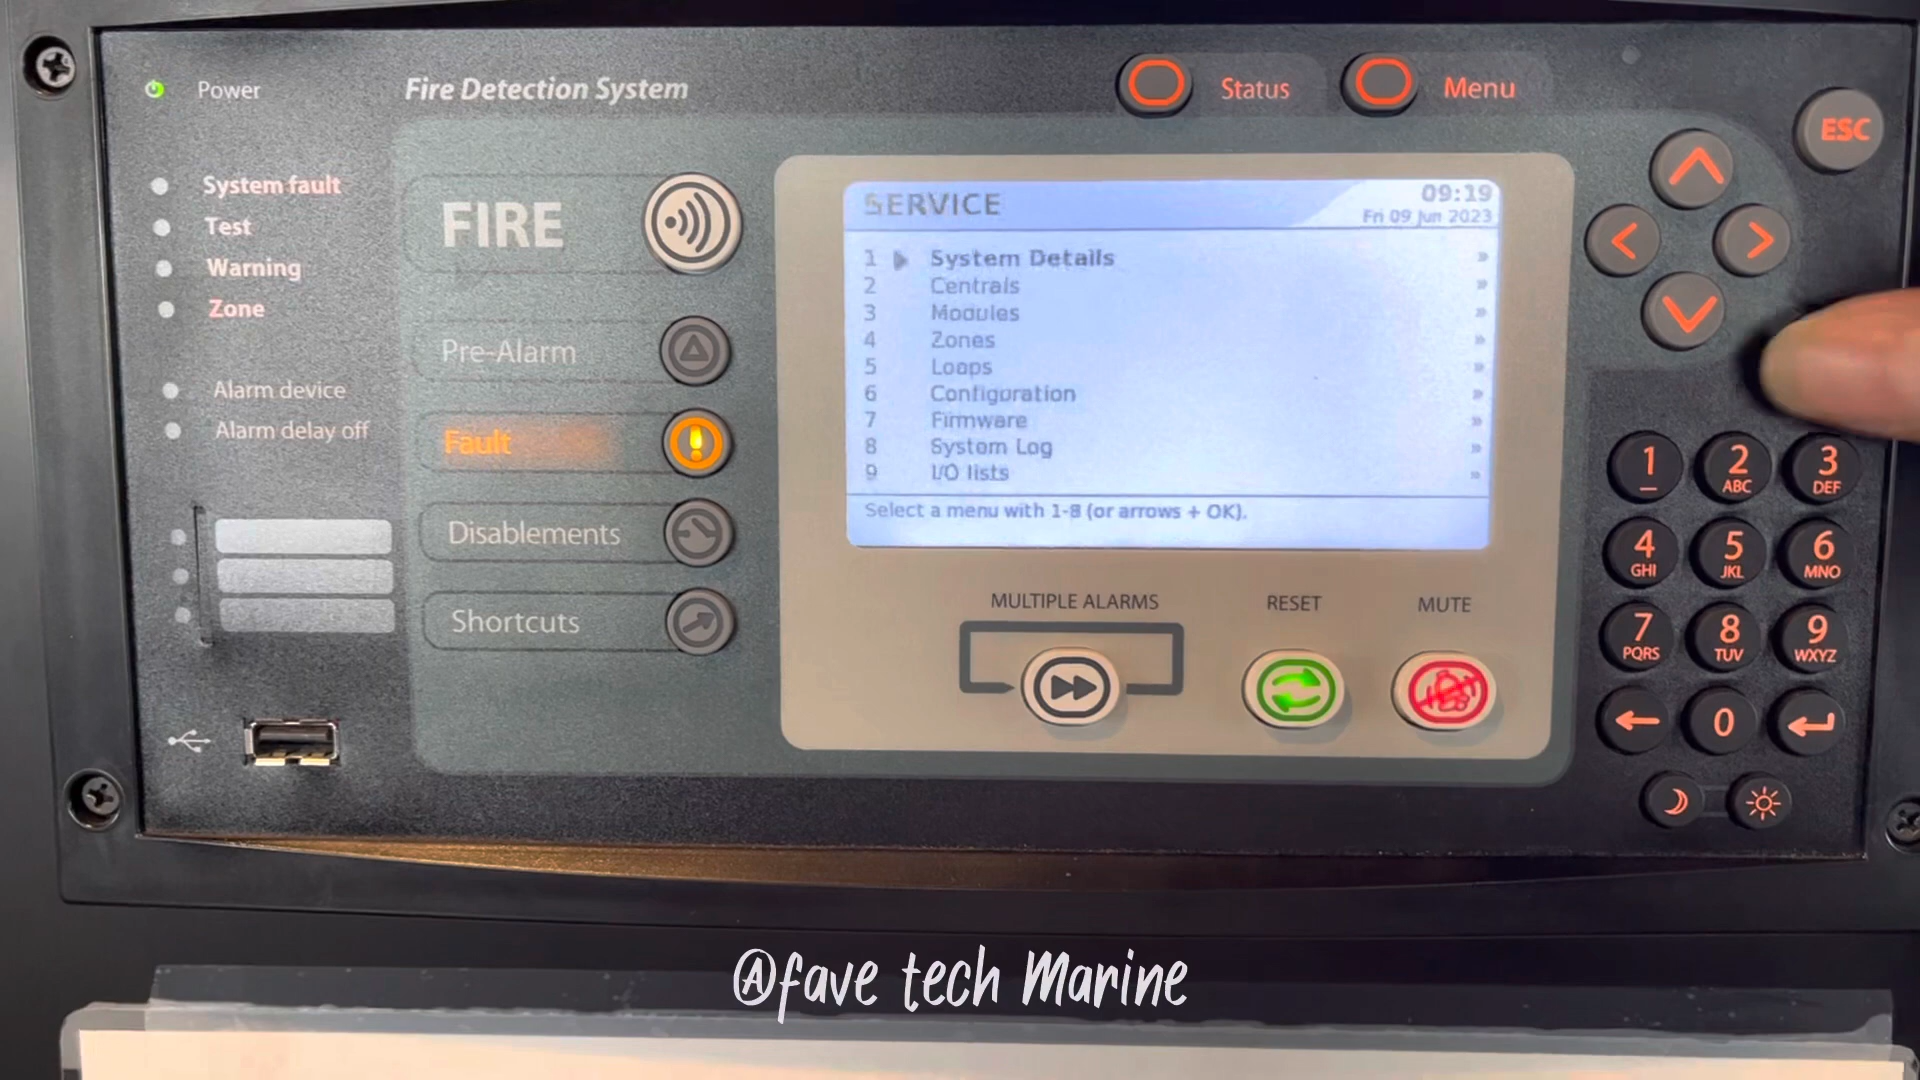 Power
Fire Detection System
Status
Menu
ESC
System fault
Test
Warning
Zone
Alarm device
Alarm delay off
FIRE
Pre-Alarm
Fault
Disablements
Shortcuts
SERVICE
09:19
Fri 09 Jun 2023
1 System Details »
2 Centrals »
3 Modules »
4 Zones »
5 Loops »
6 Configuration »
7 Firmware »
8 System Log »
9 I/O lists »
Select a menu with 1-8 (or arrows + OK).
MULTIPLE ALARMS
RESET
MUTE
1
2 ABC
3 DEF
4 GHI
5 JKL
6 MNO
7 PQRS
8 TUV
9 WXYZ
0
@fave tech Marine